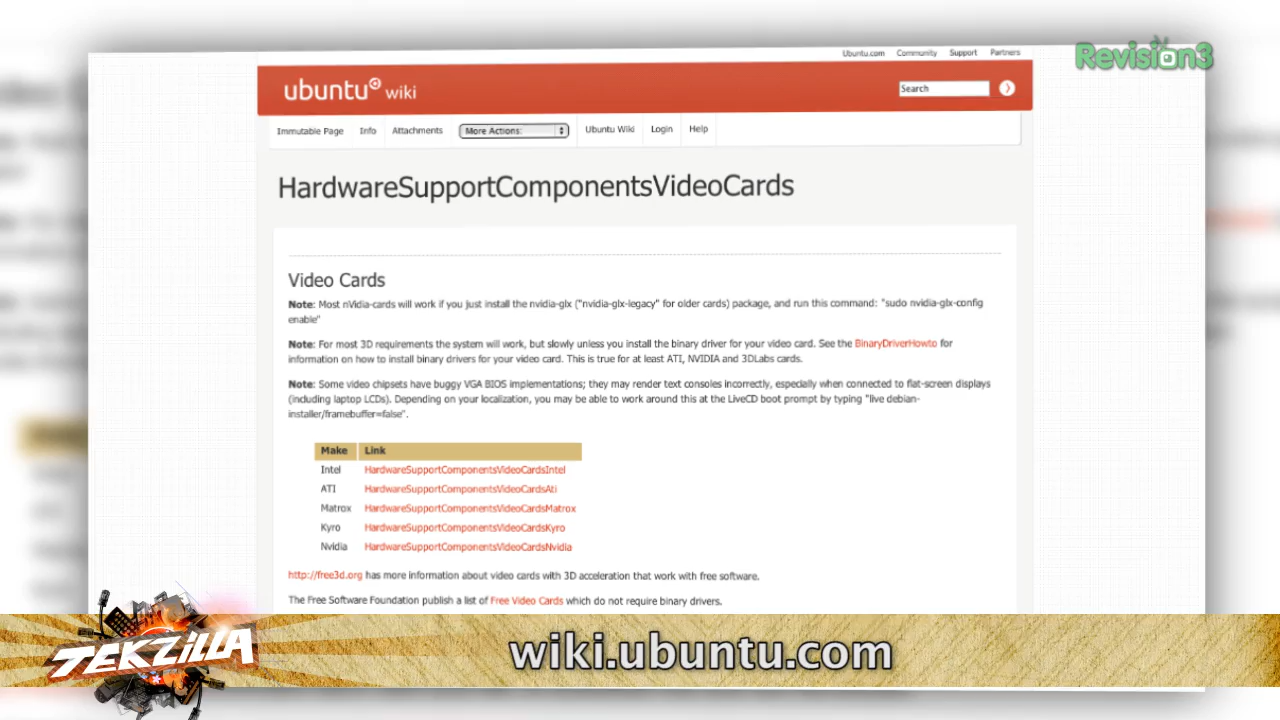 Ubuntu.com Community Support Partners
Revision3
ubuntu wiki
Search
Immutable Page Info Attachments More Actions: Ubuntu Wiki Login Help
HardwareSupportComponentsVideoCards
Video Cards
Note: Most nVidia-cards will work if you just install the nvidia-glx ("nvidia-glx-legacy" for older cards) package, and run this command: "sudo nvidia-glx-config
enable"
Note: For most 3D requirements the system will work, but slowly unless you install the binary driver for your video card. See the BinaryDriverHowto for
information on how to install binary drivers for your video card. This is true for at least ATI, NVIDIA and 3DLabs cards.
Note: Some video chipsets have buggy VGA BIOS implementations; they may render text consoles incorrectly, especially when connected to flat-screen displays
(including laptop LCDs). Depending on your localization, you may be able to work around this at the LiveCD boot prompt by typing "live debian-
installer/framebuffer=false".
Make Link
Intel HardwareSupportComponentsVideoCardsIntel
ATI HardwareSupportComponentsVideoCardsAti
Matrox HardwareSupportComponentsVideoCardsMatrox
Kyro HardwareSupportComponentsVideoCardsKyro
Nvidia HardwareSupportComponentsVideoCardsNvidia
http://free3d.org has more information about video cards with 3D acceleration that work with free software.
The Free Software Foundation publish a list of Free Video Cards which do not require binary drivers.
TEKZILLA
wiki.ubuntu.com